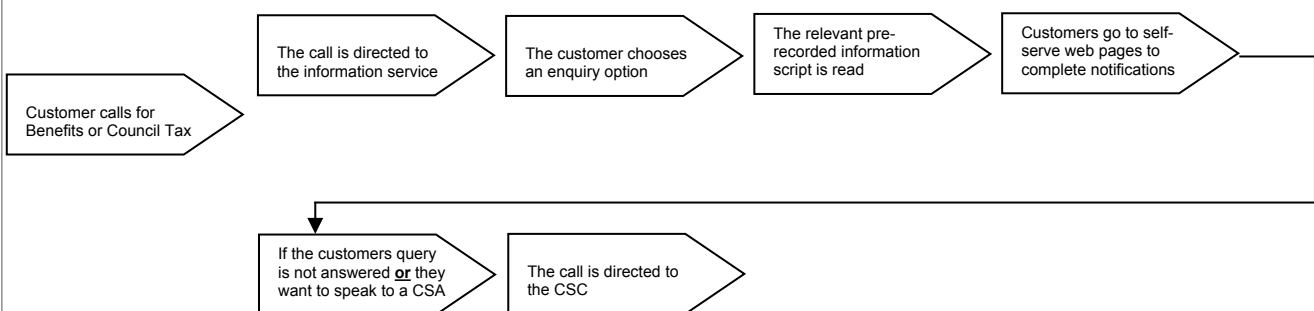 Customer calls for
Benefits or Council Tax
The call is directed to
the information service
The customer chooses
an enquiry option
The relevant pre-
recorded information
script is read
Customers go to self-
serve web pages to
complete notifications
If the customers query
is not answered or they
want to speak to a CSA
The call is directed to
the CSC